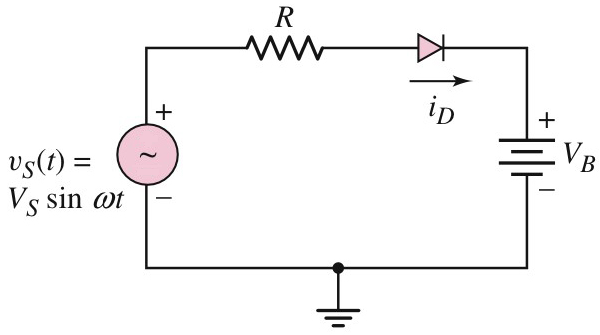 R
i_D
+
+
~
v_S(t) =
V_S sin ωt
−
V_B
−